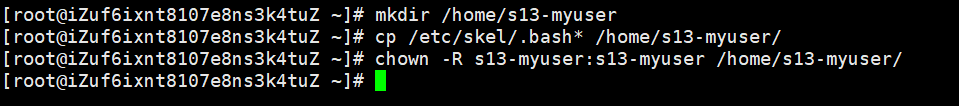 [root@iZuf6ixnt8107e8ns3k4tuZ ~]# mkdir /home/s13-myuser
[root@iZuf6ixnt8107e8ns3k4tuZ ~]# cp /etc/skel/.bash* /home/s13-myuser/
[root@iZuf6ixnt8107e8ns3k4tuZ ~]# chown -R s13-myuser:s13-myuser /home/s13-myuser/
[root@iZuf6ixnt8107e8ns3k4tuZ ~]#